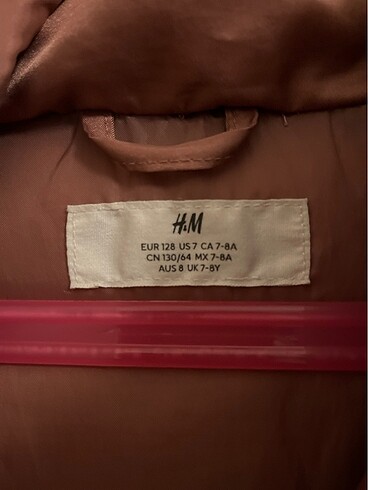 H&M
EUR 128 US 7 CA 7-8A
CN 130/64 MX 7-8A
AUS 8 UK 7-8Y